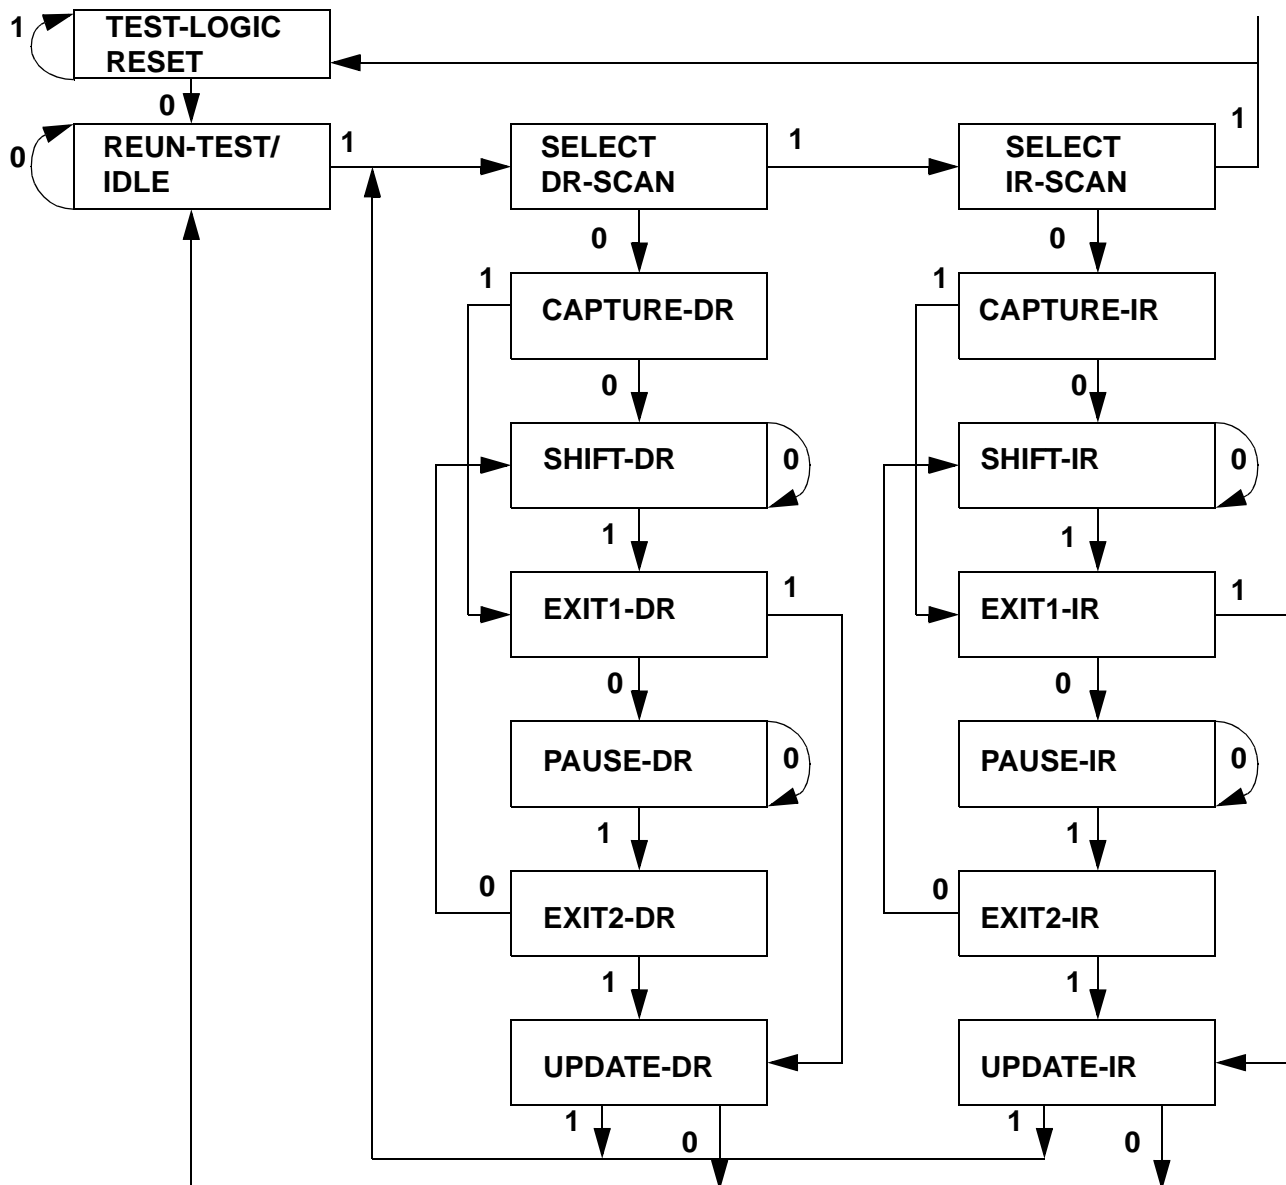 1
TEST-LOGIC
RESET
0
0
REUN-TEST/
IDLE
1
SELECT
DR-SCAN
1
SELECT
IR-SCAN
1
0
0
1
CAPTURE-DR
1
CAPTURE-IR
0
0
SHIFT-DR
0
SHIFT-IR
0
1
1
EXIT1-DR
1
EXIT1-IR
1
0
0
PAUSE-DR
0
PAUSE-IR
0
1
1
0
EXIT2-DR
0
EXIT2-IR
1
1
UPDATE-DR
UPDATE-IR
1
0
1
0